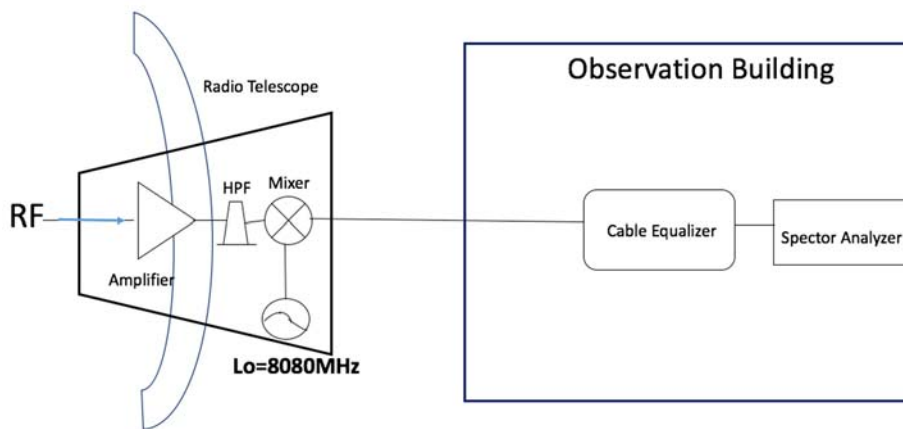 Observation Building
Radio Telescope
HPF
Mixer
RF
Cable Equalizer
Spector Analyzer
Amplifier
Lo=8080MHz